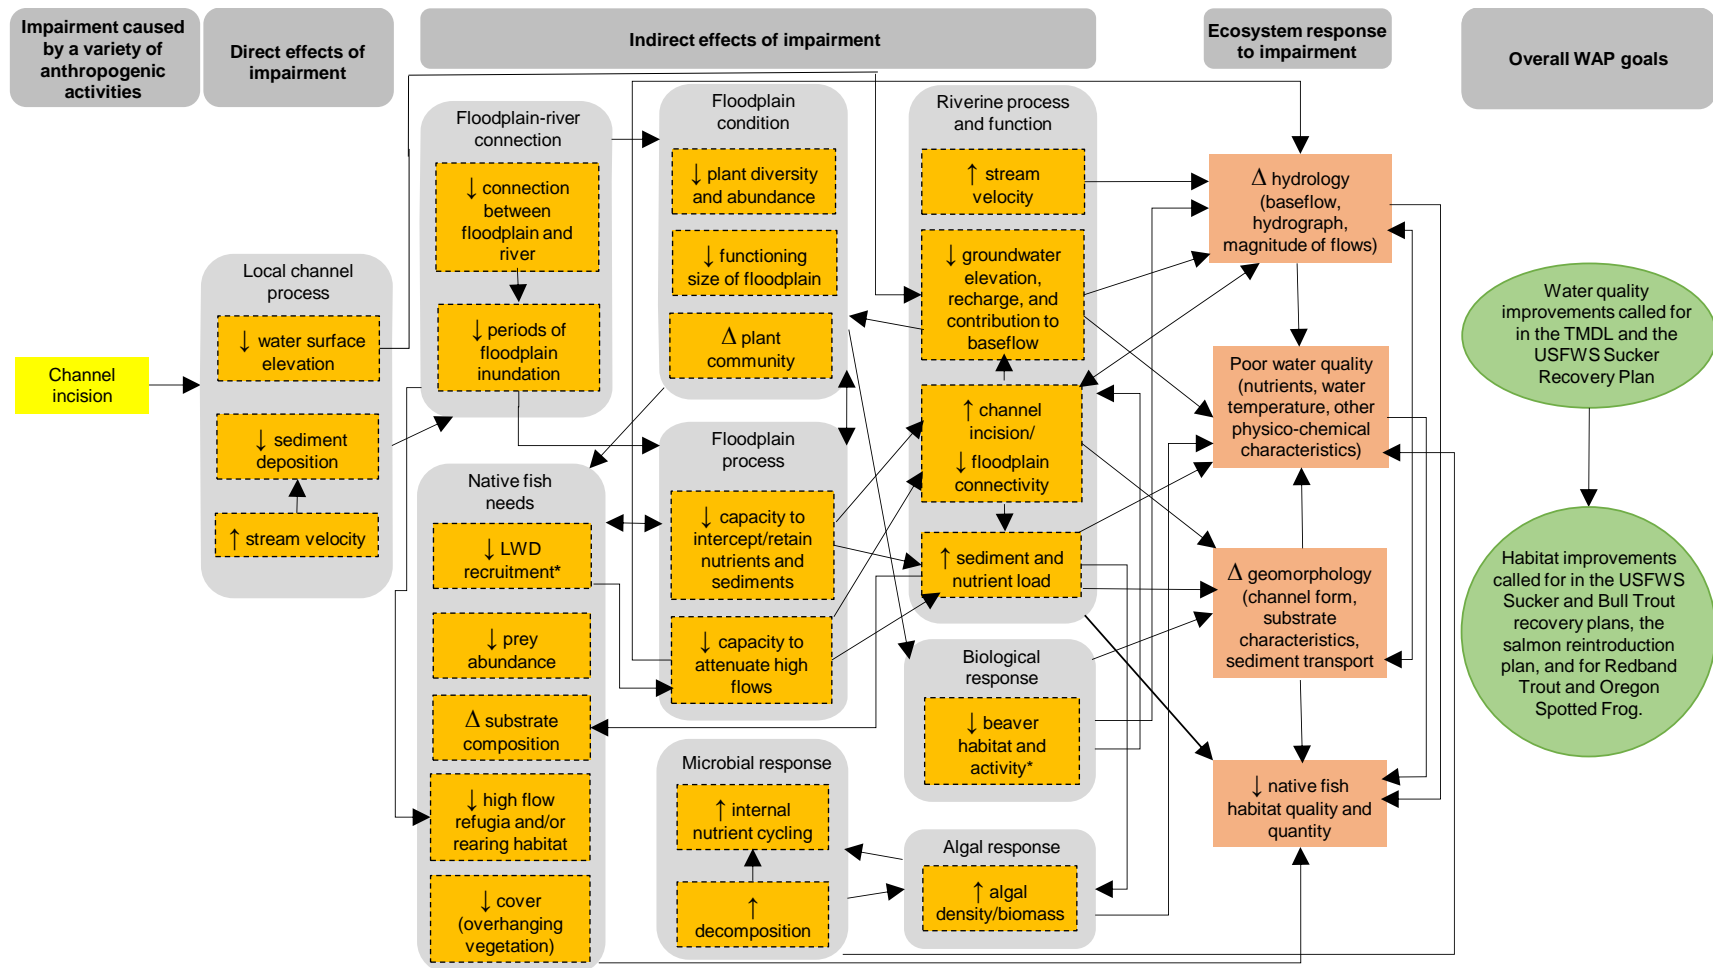 Impairment caused
by a variety of
anthropogenic
activities
Direct effects of
impairment
Indirect effects of impairment
Ecosystem response
to impairment
Overall WAP goals
Channel
incision
Local channel
process
↓ water surface
elevation
↓ sediment
deposition
↑ stream velocity
Floodplain-river
connection
↓ connection
between
floodplain and
river
↓ periods of
floodplain
inundation
Native fish
needs
↓ LWD
recruitment*
↓ prey
abundance
Δ substrate
composition
↓ high flow
refugia and/or
rearing habitat
↓ cover
(overhanging
vegetation)
Floodplain
condition
↓ plant diversity
and abundance
↓ functioning
size of floodplain
Δ plant
community
Floodplain
process
↓ capacity to
intercept/retain
nutrients and
sediments
↓ capacity to
attenuate high
flows
Microbial response
↑ internal
nutrient cycling
↑
decomposition
Riverine process
and function
↑ stream
velocity
↓ groundwater
elevation,
recharge, and
contribution to
baseflow
↑ channel
incision/
↓ floodplain
connectivity
↑ sediment and
nutrient load
Biological
response
↓ beaver
habitat and
activity*
Algal response
↑ algal
density/biomass
Δ hydrology
(baseflow,
hydrograph,
magnitude of flows)
Poor water quality
(nutrients, water
temperature, other
physico-chemical
characteristics)
Δ geomorphology
(channel form,
substrate
characteristics,
sediment transport
↓ native fish
habitat quality and
quantity
Water quality
improvements called for
in the TMDL and the
USFWS Sucker
Recovery Plan
Habitat improvements
called for in the USFWS
Sucker and Bull Trout
recovery plans, the
salmon reintroduction
plan, and for Redband
Trout and Oregon
Spotted Frog.